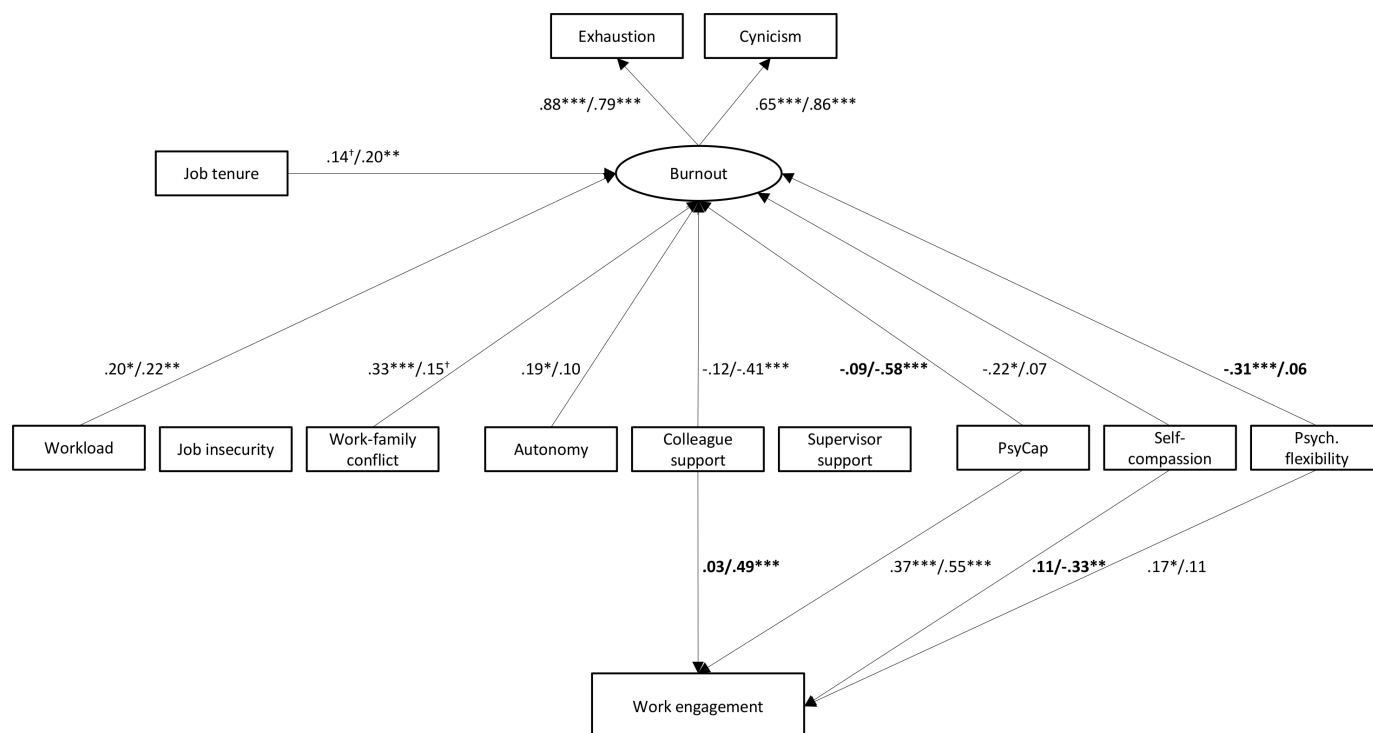 Exhaustion
Cynicism
.88***/.79***
.65***/.86***
.14†/.20**
Job tenure
Burnout
.20*/.22**
.33***/.15†
.19*/.10
-.12/-.41***
-.09/-.58***
-.22*/.07
-.31***/.06
Workload
Job insecurity
Work-family
conflict
Autonomy
Colleague
support
Supervisor
support
PsyCap
Self-
compassion
Psych.
flexibility
.03/.49***
.37***/.55***
.11/-.33**
.17*/.11
Work engagement